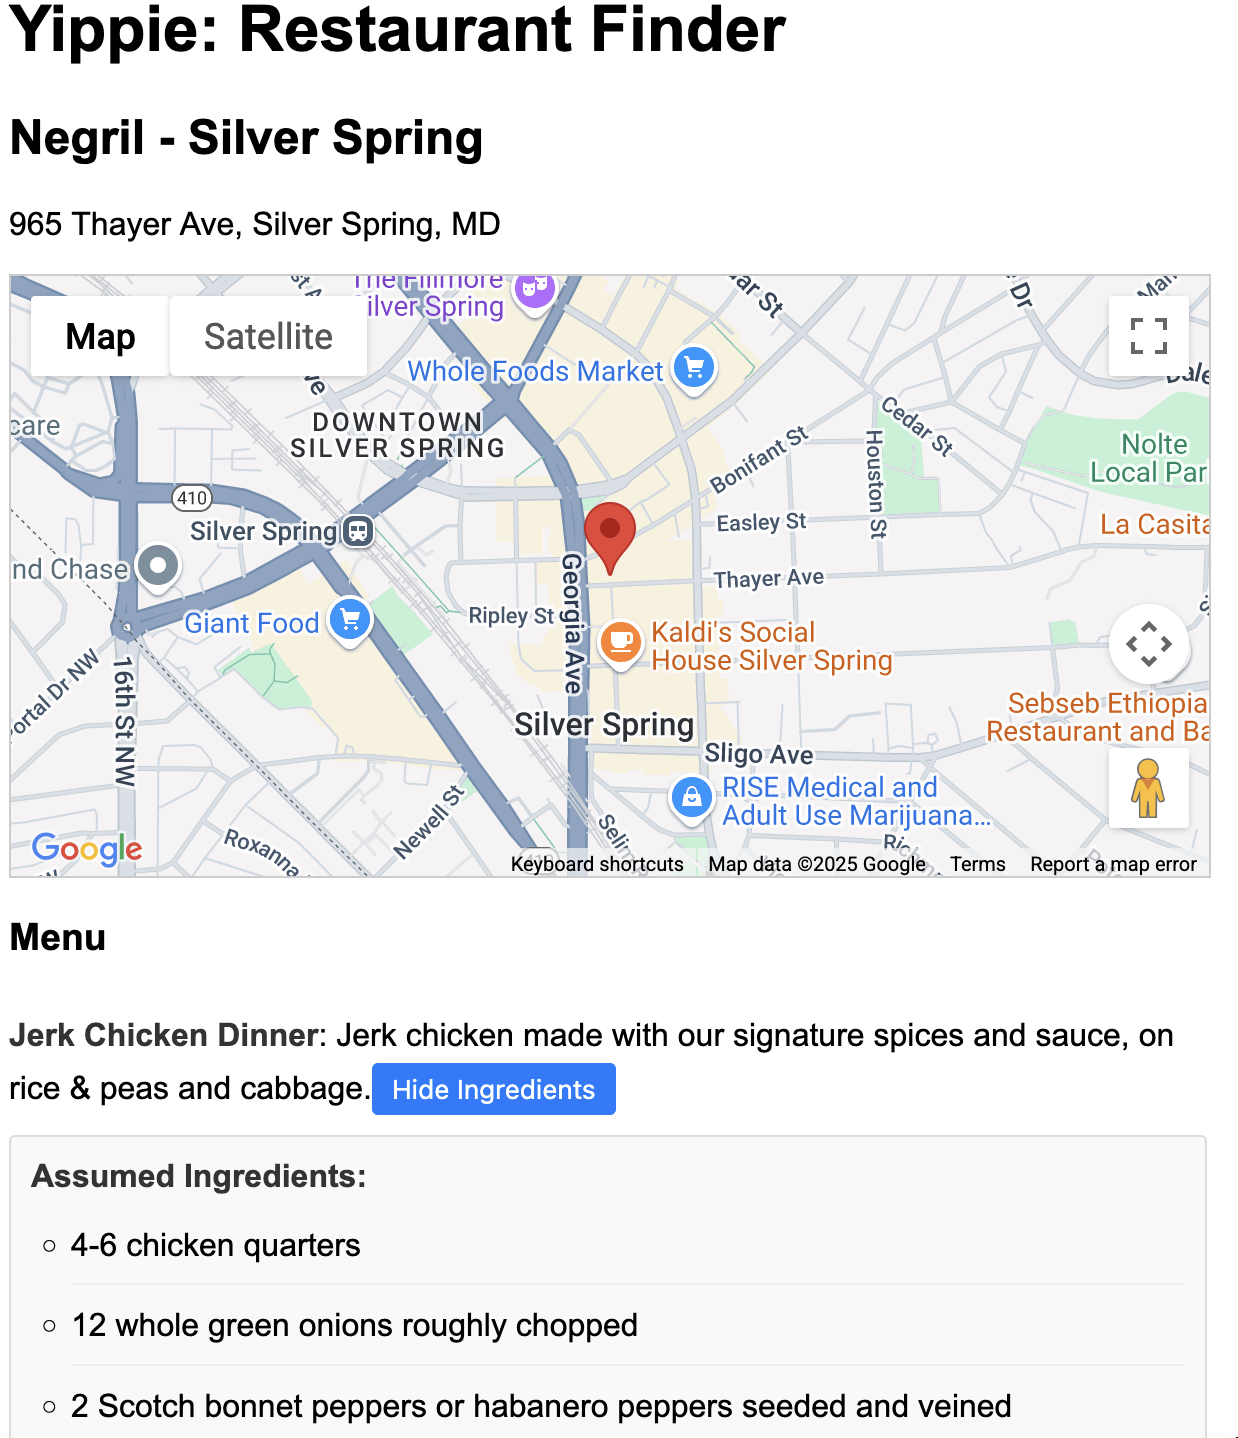 Yippie: Restaurant Finder
Negril - Silver Spring
965 Thayer Ave, Silver Spring, MD
The Fillmore
Silver Spring
Map
Satellite
Whole Foods Market
DOWNTOWN
SILVER SPRING
care
Cedar St
Bonifant St
Houston St
Nolte
Local Par
410
Silver Spring
Easley St
La Casita
nd Chase
Georgia Ave
Thayer Ave
Giant Food
Ripley St
Kaldi's Social
House Silver Spring
ortal Dr NW
16th St NW
Silver Spring
Sebseb Ethiopia
Restaurant and Ba
Sligo Ave
RISE Medical and
Adult Use Marijuana...
Newell St
Roxanna
Selim
Dr
Dale
Google
Keyboard shortcuts
Map data ©2025 Google
Terms
Report a map error
Menu
Jerk Chicken Dinner: Jerk chicken made with our signature spices and sauce, on
rice & peas and cabbage. Hide Ingredients
Assumed Ingredients:
4-6 chicken quarters
12 whole green onions roughly chopped
2 Scotch bonnet peppers or habanero peppers seeded and veined